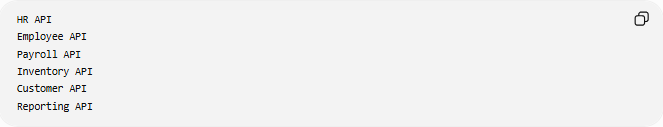 HR API
Employee API
Payroll API
Inventory API
Customer API
Reporting API